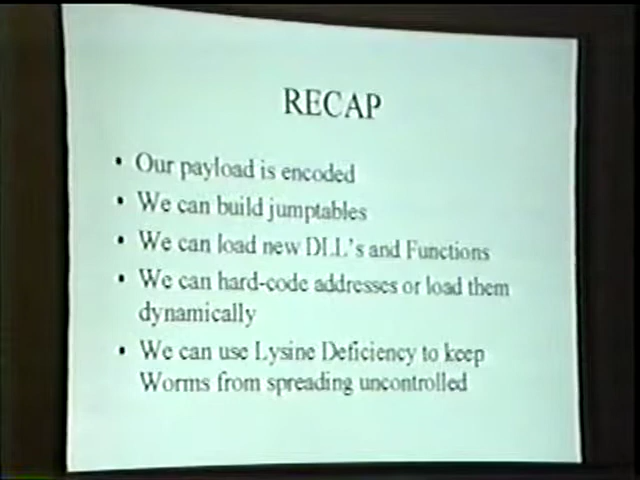 RECAP
• Our payload is encoded
• We can build jumptables
• We can load new DLL's and Functions
• We can hard-code addresses or load them
dynamically
• We can use Lysine Deficiency to keep
Worms from spreading uncontrolled